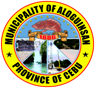 MUNICIPALITY OF ALOGUINSAN
PROVINCE OF CEBU